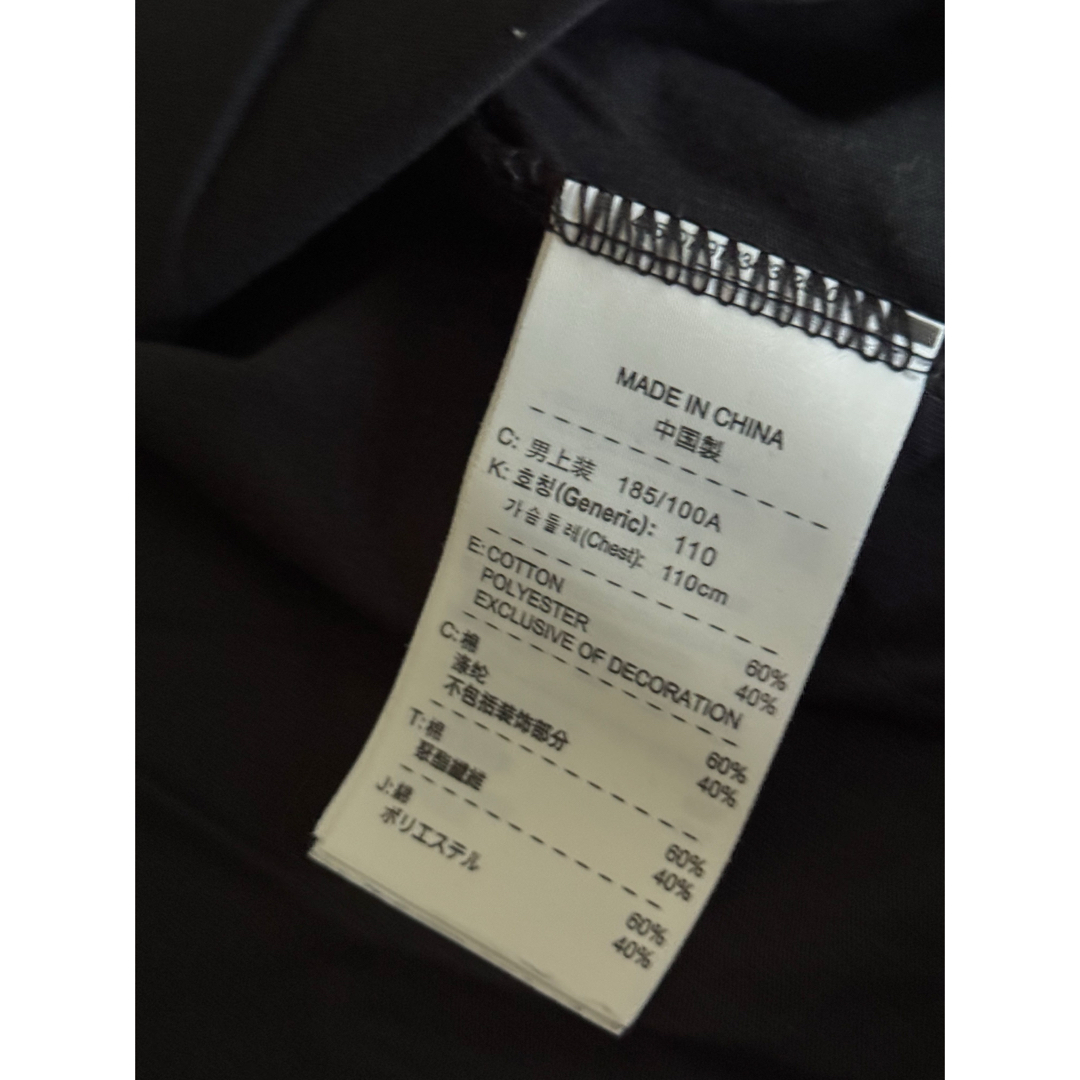 MADE IN CHINA
中国製
C: 男上装 185/100A
K: 호칭(Generic): 110
가슴둘레(Chest): 110cm
E: COTTON 60%
POLYESTER 40%
EXCLUSIVE OF DECORATION
C: 棉 60%
涤纶 40%
不包括装饰部分
T: 棉 60%
聚酯纖維 40%
J: 綿 60%
ポリエステル 40%